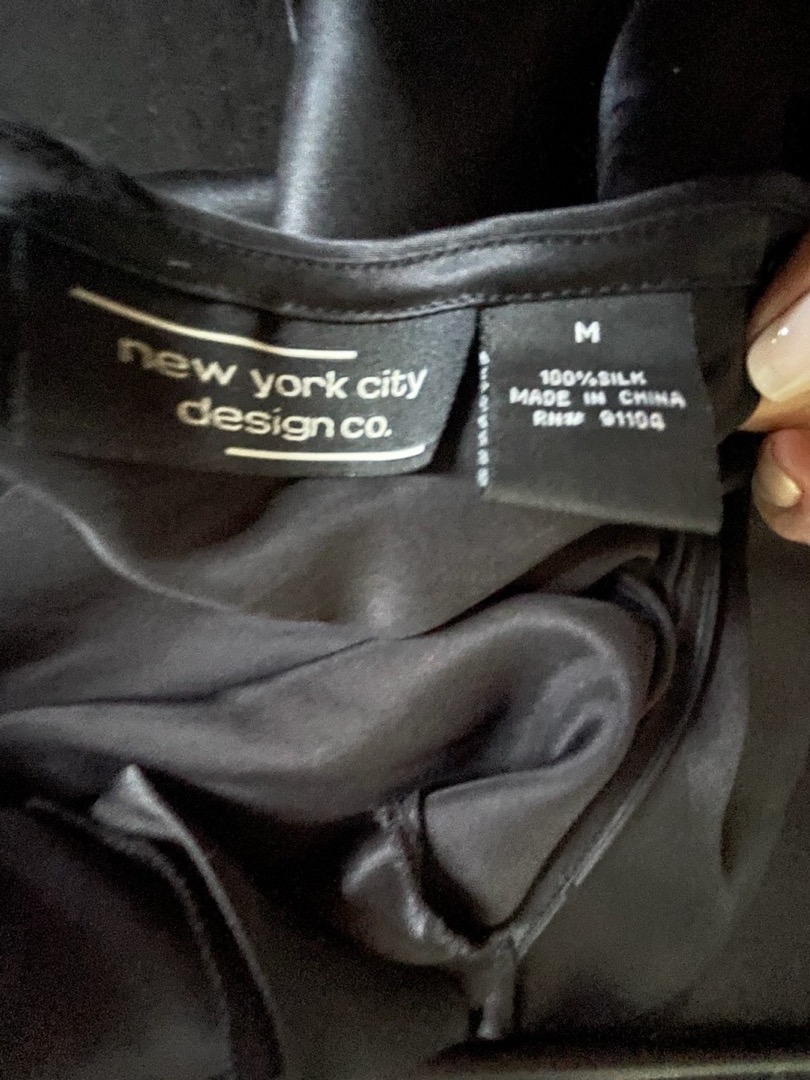 new york city
design co.
M
100% SILK
MADE IN CHINA
RN# 91104